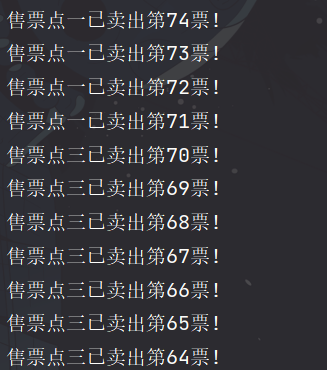 售票点一已卖出第74票!
售票点一已卖出第73票!
售票点一已卖出第72票!
售票点一已卖出第71票!
售票点三已卖出第70票!
售票点三已卖出第69票!
售票点三已卖出第68票!
售票点三已卖出第67票!
售票点三已卖出第66票!
售票点三已卖出第65票!
售票点三已卖出第64票!